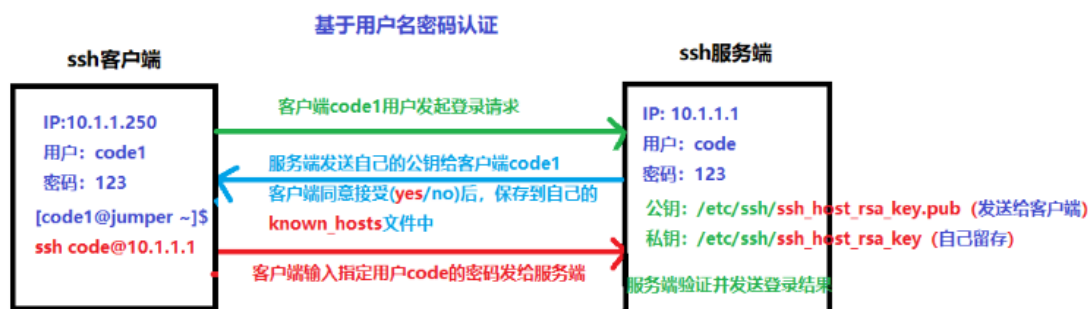 基于用户名密码认证
ssh客户端
ssh服务端
IP:10.1.1.250
用户：code1
密码：123
[code1@jumper ~]$
ssh code@10.1.1.1
客户端code1用户发起登录请求
服务端发送自己的公钥给客户端code1
客户端同意接受(yes/no)后，保存到自己的
known_hosts文件中
客户端输入指定用户code的密码发给服务端
IP: 10.1.1.1
用户：code
密码：123
公钥：/etc/ssh/ssh_host_rsa_key.pub（发送给客户端）
私钥：/etc/ssh/ssh_host_rsa_key（自己留存）
服务端验证并发送登录结果